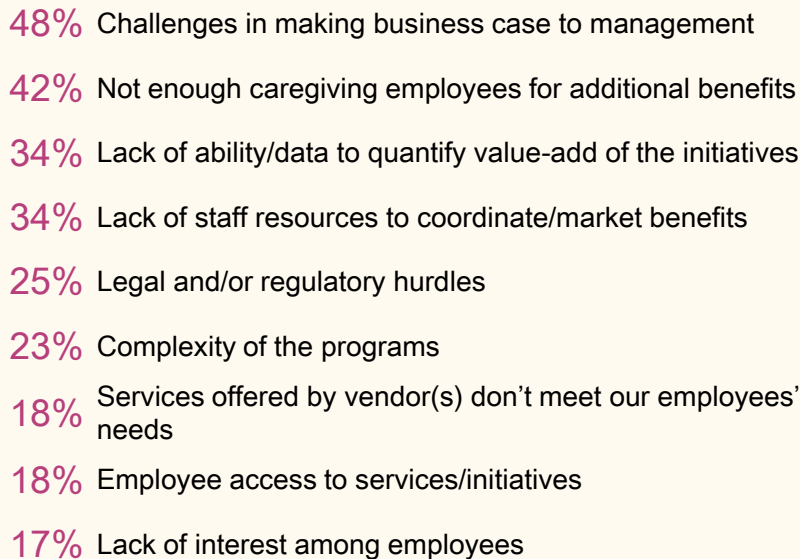 48% Challenges in making business case to management
42% Not enough caregiving employees for additional benefits
34% Lack of ability/data to quantify value-add of the initiatives
34% Lack of staff resources to coordinate/market benefits
25% Legal and/or regulatory hurdles
23% Complexity of the programs
18% Services offered by vendor(s) don’t meet our employees’
needs
18% Employee access to services/initiatives
17% Lack of interest among employees